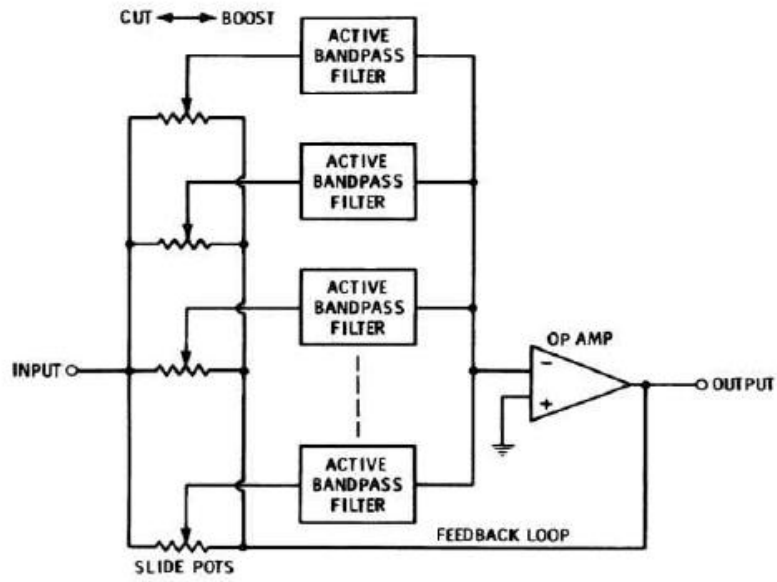 CUT BOOST
ACTIVE
BANDPASS
FILTER
ACTIVE
BANDPASS
FILTER
ACTIVE
BANDPASS
FILTER
OP AMP
-
+
INPUT
OUTPUT
ACTIVE
BANDPASS
FILTER
FEEDBACK LOOP
SLIDE POTS